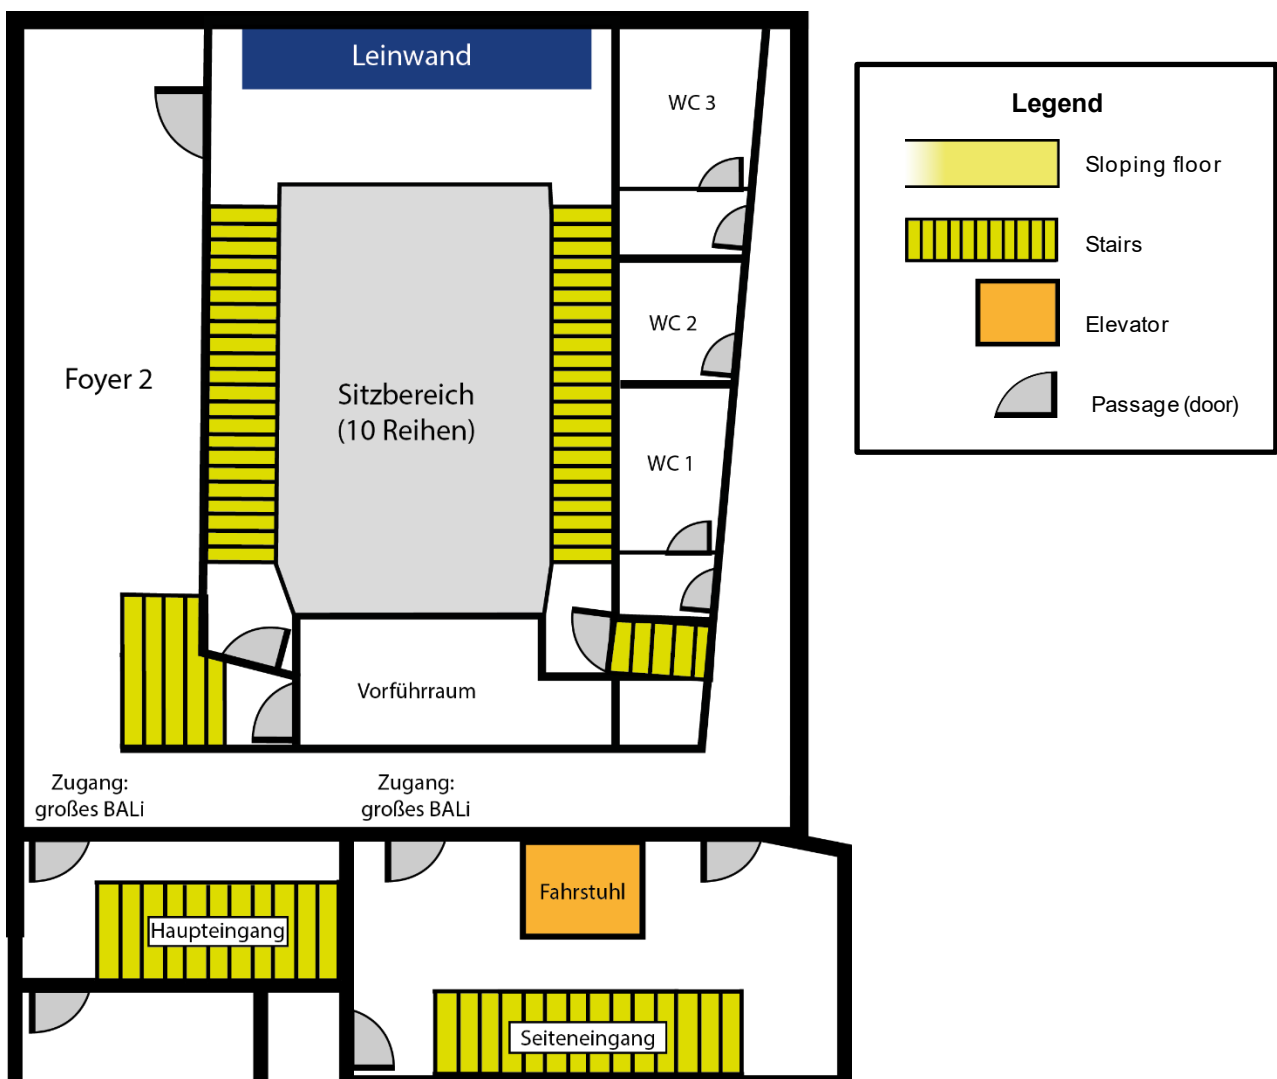 Leinwand
WC 3
Legend
Sloping floor
Stairs
Elevator
Passage (door)
WC 2
Foyer 2
Sitzbereich
(10 Reihen)
WC 1
Vorführraum
Zugang:
großes BALi
Zugang:
großes BALi
Fahrstuhl
Haupteingang
Seiteneingang